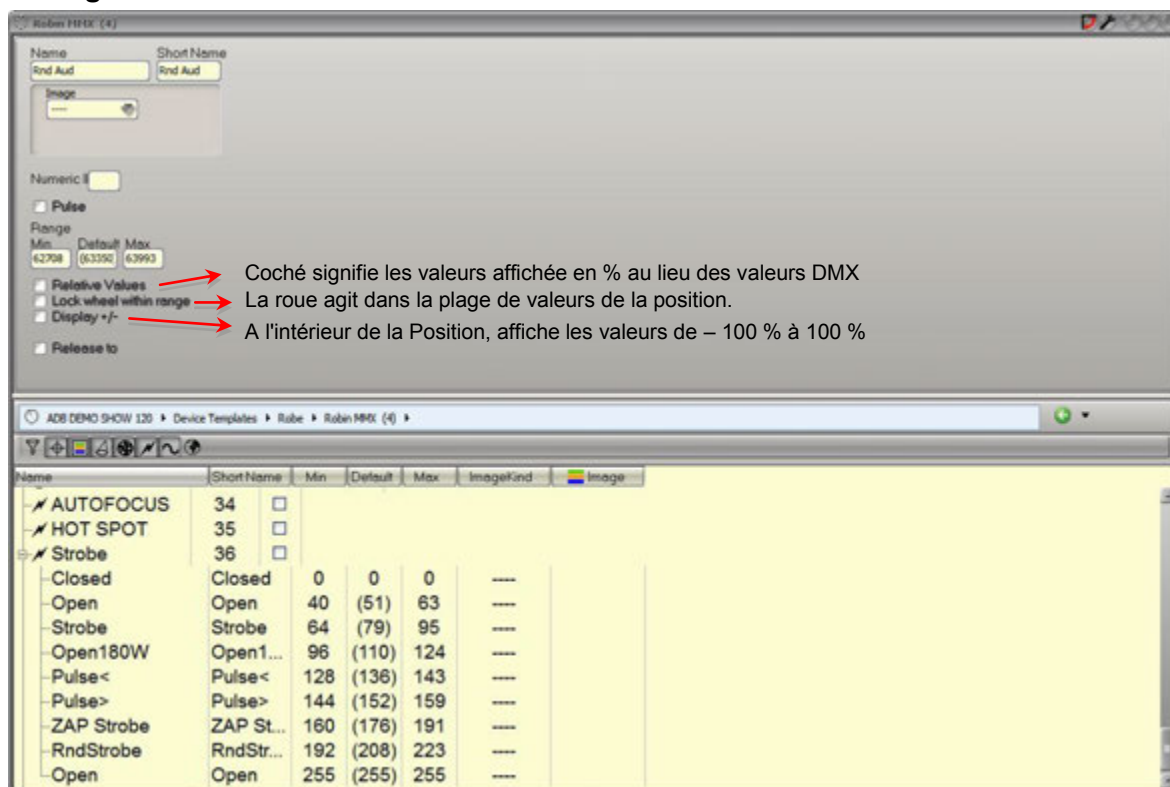 Robin MMX (4)
Name Short Name
Rnd Aud Rnd Aud
Image
----
Numeric I
Pulse
Range
Min Default Max
62708 (63350) 63993
Relative Values
Lock wheel within range
Display +/-
Release to
Coché signifie les valeurs affichée en % au lieu des valeurs DMX
La roue agit dans la plage de valeurs de la position.
A l'intérieur de la Position, affiche les valeurs de – 100 % à 100 %
ADB DEMO SHOW 120 Device Templates Robe Robin MMX (4)
Name Short Name Min Default Max ImageKind Image
AUTOFOCUS 34
HOT SPOT 35
Strobe 36
Closed Closed 0 0 0 ----
Open Open 40 (51) 63 ----
Strobe Strobe 64 (79) 95 ----
Open180W Open1... 96 (110) 124 ----
Pulse< Pulse< 128 (136) 143 ----
Pulse> Pulse> 144 (152) 159 ----
ZAP Strobe ZAP St... 160 (176) 191 ----
RndStrobe RndStr... 192 (208) 223 ----
Open Open 255 (255) 255 ----